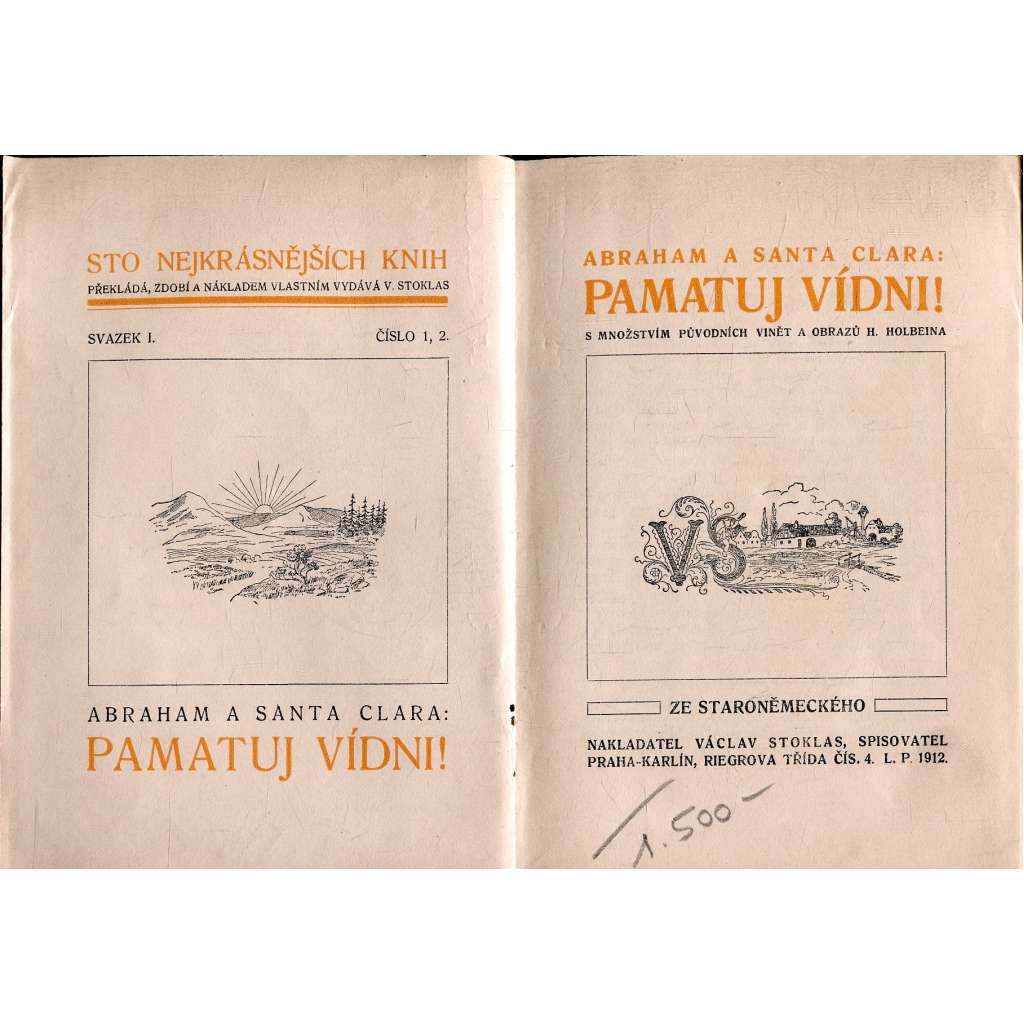 STO NEJKRÁSNĚJŠÍCH KNIH
PŘEKLÁDÁ, ZDOBÍ A NÁKLADEM VLASTNÍM VYDÁVÁ V. STOKLAS
SVAZEK I. ČÍSLO 1, 2.
ABRAHAM A SANTA CLARA:
PAMATUJ VÍDNI!
ABRAHAM A SANTA CLARA:
PAMATUJ VÍDNI!
S MNOŽSTVÍM PŮVODNÍCH VINĚT A OBRAZŮ H. HOLBEINA
VS
ZE STARONĚMECKÉHO
NAKLADATEL VÁCLAV STOKLAS, SPISOVATEL
PRAHA-KARLÍN, RIEGROVA TŘÍDA ČÍS. 4. L. P. 1912.
1.500-